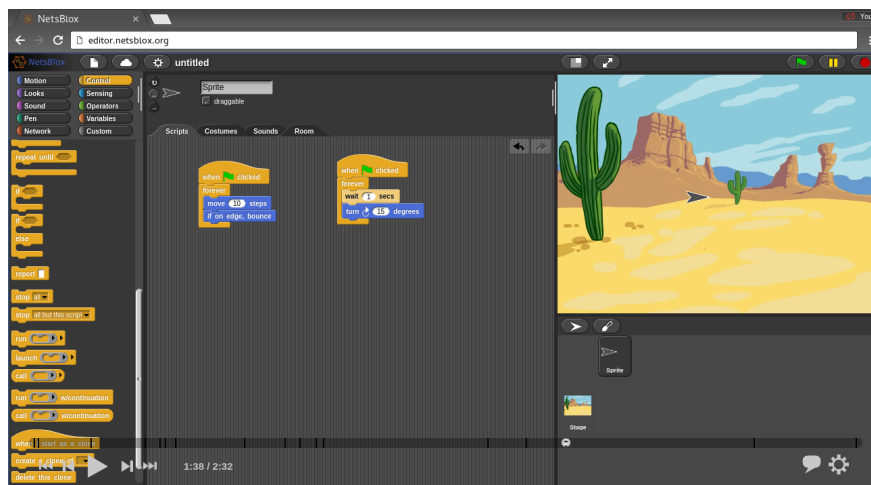 NetsBlox
You
editor.netsblox.org
NetsBlox
untitled
Motion
Control
Looks
Sensing
Sound
Operators
Pen
Variables
Network
Custom
Sprite
draggable
Scripts
Costumes
Sounds
Room
repeat until
if
if
else
report
stop all
stop all but this script
run
launch
call
run w/continuation
call w/continuation
when I start as a clone
create a clone of
delete this clone
when clicked
forever
move 10 steps
if on edge, bounce
when clicked
forever
wait 1 secs
turn 15 degrees
Sprite
Stage
1:38 / 2:32